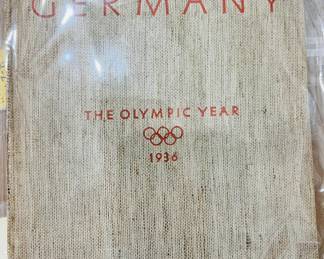 GERMANY
THE OLYMPIC YEAR
1936